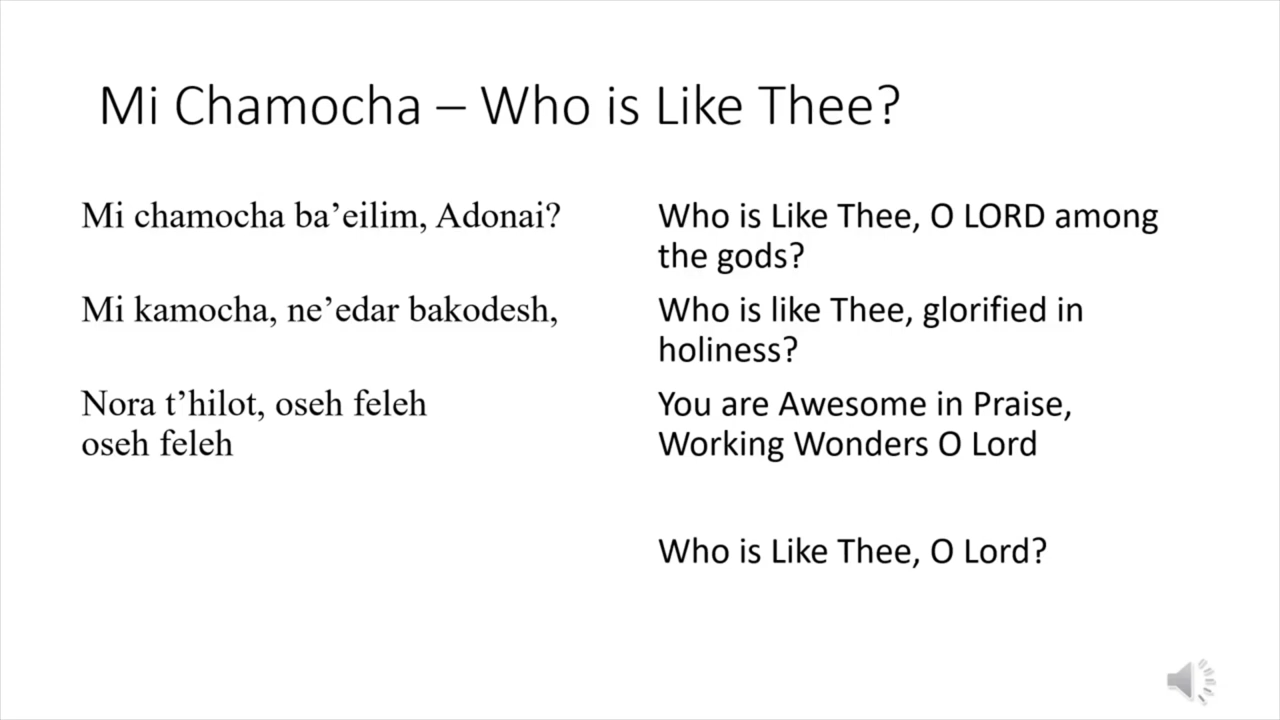 Mi Chamocha – Who is Like Thee?
Mi chamocha ba’eilim, Adonai?
Mi kamocha, ne’edar bakodesh,
Nora t’hilot, oseh feleh
oseh feleh
Who is Like Thee, O LORD among
the gods?
Who is like Thee, glorified in
holiness?
You are Awesome in Praise,
Working Wonders O Lord
Who is Like Thee, O Lord?